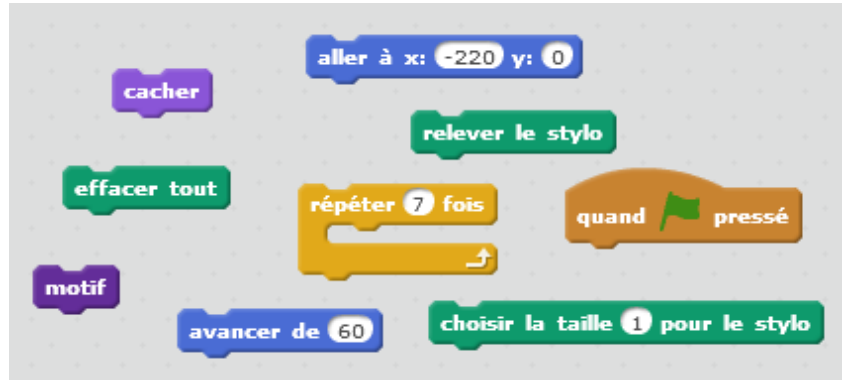 aller à x: -220 y: 0
cacher
relever le stylo
effacer tout
répéter 7 fois
quand pressé
motif
avancer de 60
choisir la taille 1 pour le stylo